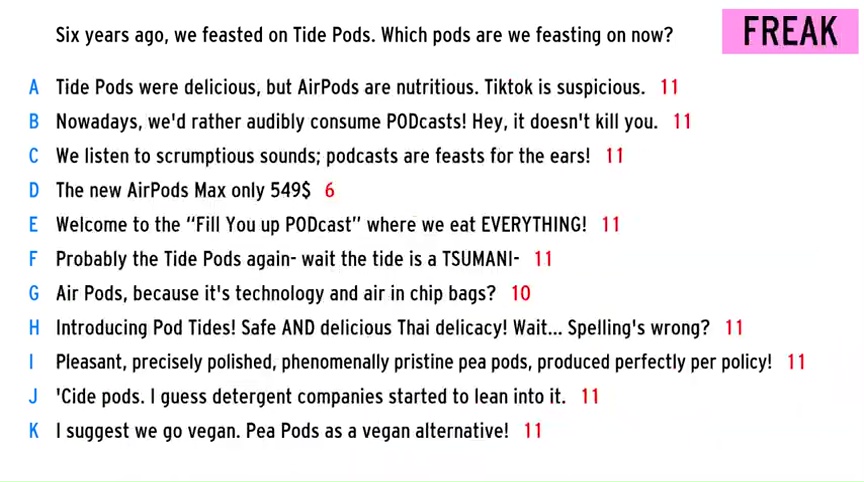 Six years ago, we feasted on Tide Pods. Which pods are we feasting on now?
FREAK
A Tide Pods were delicious, but AirPods are nutritious. Tiktok is suspicious. 11
B Nowadays, we'd rather audibly consume PODcasts! Hey, it doesn't kill you. 11
C We listen to scrumptious sounds; podcasts are feasts for the ears! 11
D The new AirPods Max only 549$ 6
E Welcome to the “Fill You up PODcast” where we eat EVERYTHING! 11
F Probably the Tide Pods again- wait the tide is a TSUMANI- 11
G Air Pods, because it's technology and air in chip bags? 10
H Introducing Pod Tides! Safe AND delicious Thai delicacy! Wait... Spelling's wrong? 11
I Pleasant, precisely polished, phenomenally pristine pea pods, produced perfectly per policy! 11
J 'Cide pods. I guess detergent companies started to lean into it. 11
K I suggest we go vegan. Pea Pods as a vegan alternative! 11